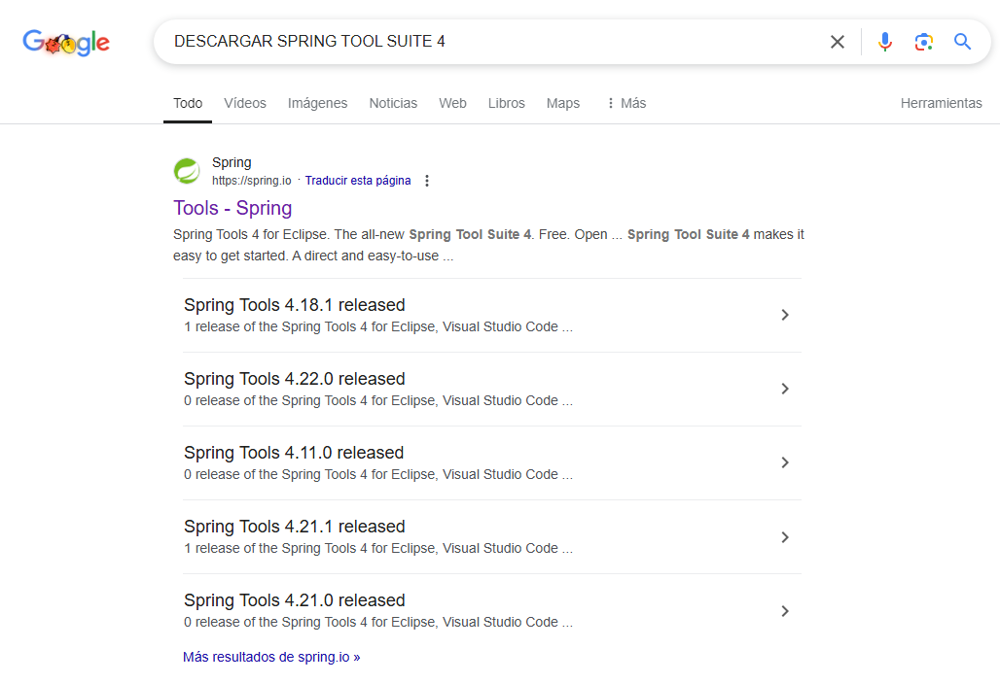 Google
DESCARGAR SPRING TOOL SUITE 4
Todo Vídeos Imágenes Noticias Web Libros Maps Más Herramientas
Spring
https://spring.io · Traducir esta página
Tools - Spring
Spring Tools 4 for Eclipse. The all-new Spring Tool Suite 4. Free. Open ... Spring Tool Suite 4 makes it
easy to get started. A direct and easy-to-use ...
Spring Tools 4.18.1 released
1 release of the Spring Tools 4 for Eclipse, Visual Studio Code ...
Spring Tools 4.22.0 released
0 release of the Spring Tools 4 for Eclipse, Visual Studio Code ...
Spring Tools 4.11.0 released
0 release of the Spring Tools 4 for Eclipse, Visual Studio Code ...
Spring Tools 4.21.1 released
1 release of the Spring Tools 4 for Eclipse, Visual Studio Code ...
Spring Tools 4.21.0 released
0 release of the Spring Tools 4 for Eclipse, Visual Studio Code ...
Más resultados de spring.io »